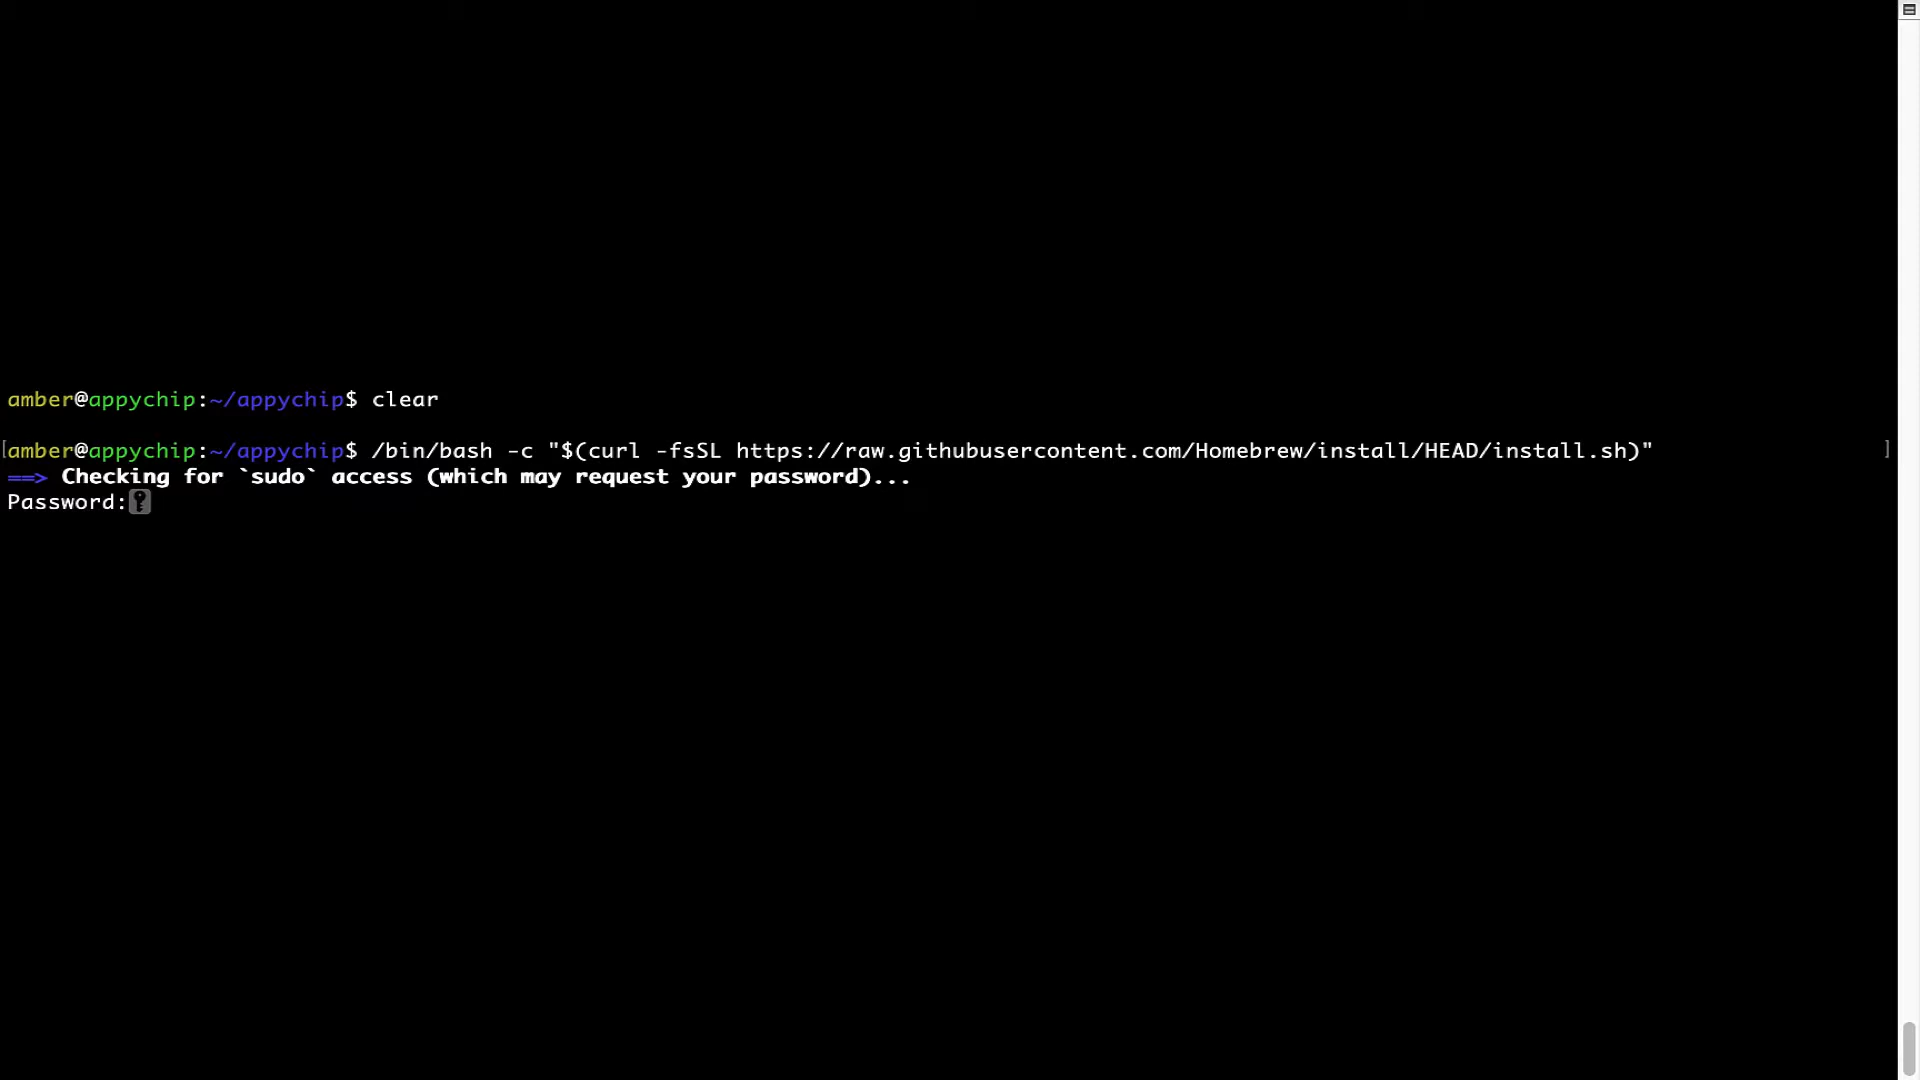 amber@appychip:~/appychip$ clear
[amber@appychip:~/appychip$ /bin/bash -c "$(curl -fsSL https://raw.githubusercontent.com/Homebrew/install/HEAD/install.sh)" ]
==> Checking for `sudo` access (which may request your password)...
Password: